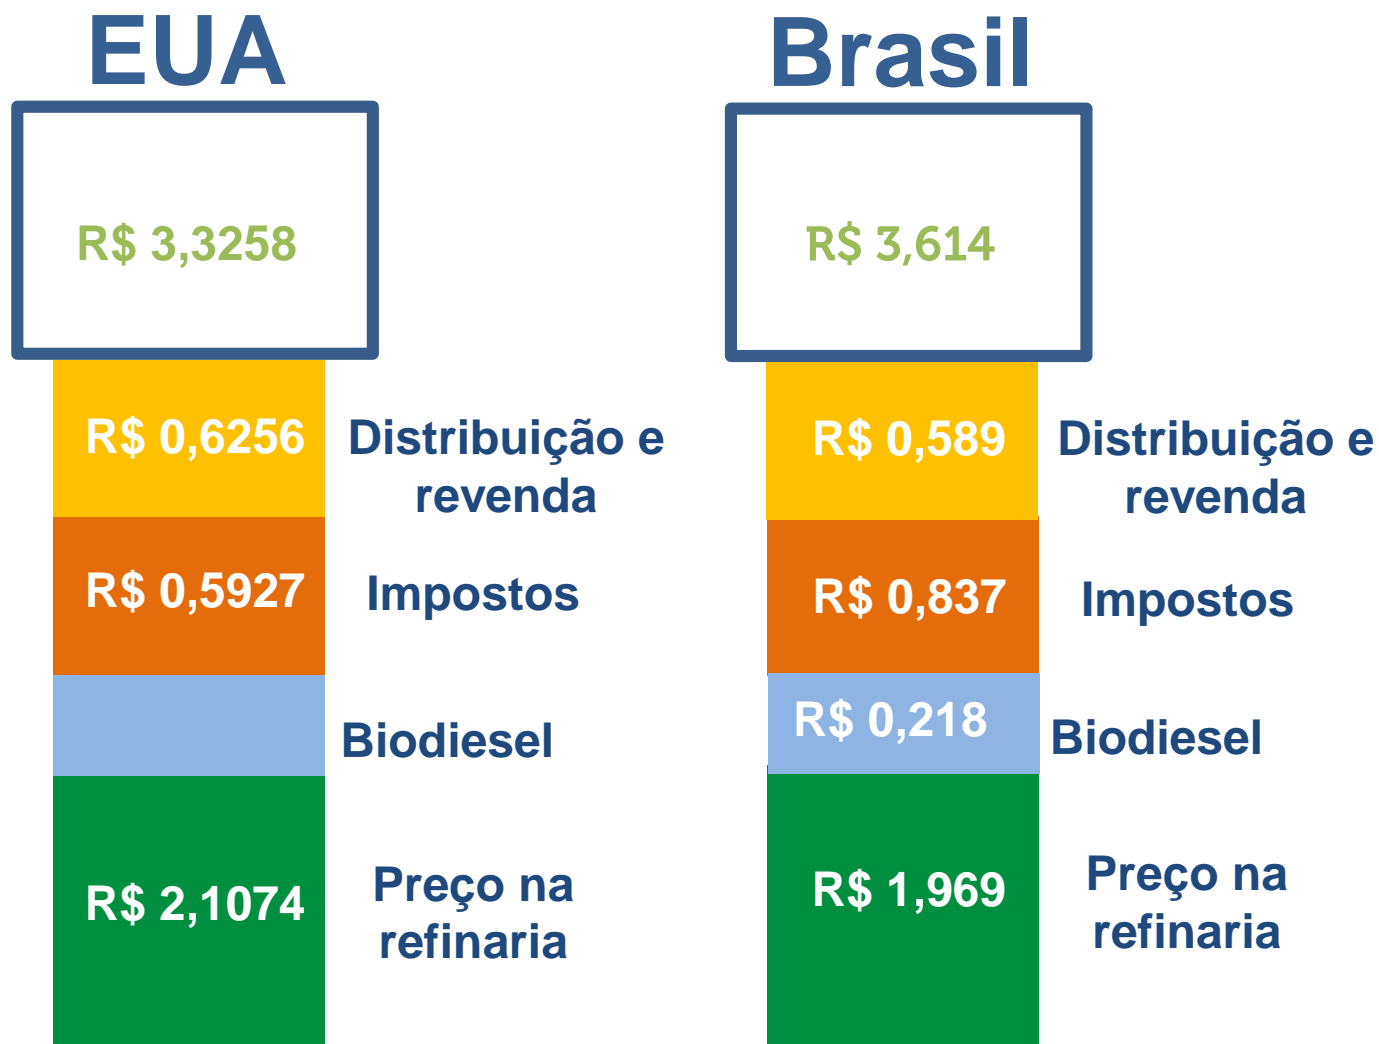 EUA
R$ 3,3258
R$ 0,6256
Distribuição e
revenda
R$ 0,5927
Impostos
Biodiesel
R$ 2,1074
Preço na
refinaria
Brasil
R$ 3,614
R$ 0,589
Distribuição e
revenda
R$ 0,837
Impostos
R$ 0,218
Biodiesel
R$ 1,969
Preço na
refinaria